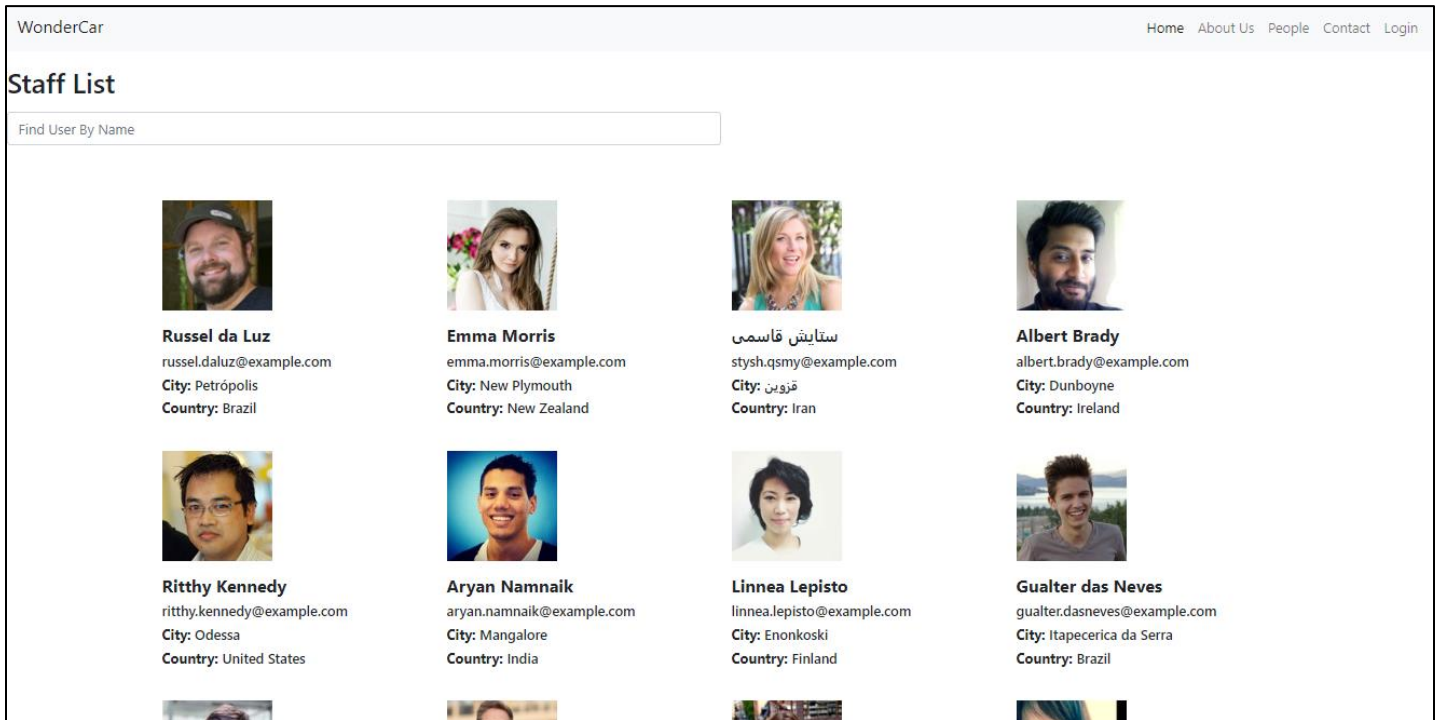 WonderCar
Home About Us People Contact Login
Staff List
Find User By Name
Russel da Luz
russel.daluz@example.com
City: Petrópolis
Country: Brazil
Emma Morris
emma.morris@example.com
City: New Plymouth
Country: New Zealand
ستایش قاسمی
stysh.qsmy@example.com
City: قزوین
Country: Iran
Albert Brady
albert.brady@example.com
City: Dunboyne
Country: Ireland
Ritthy Kennedy
ritthy.kennedy@example.com
City: Odessa
Country: United States
Aryan Namnaik
aryan.namnaik@example.com
City: Mangalore
Country: India
Linnea Lepisto
linnea.lepisto@example.com
City: Enonkoski
Country: Finland
Gualter das Neves
gualter.dasneves@example.com
City: Itapecerica da Serra
Country: Brazil